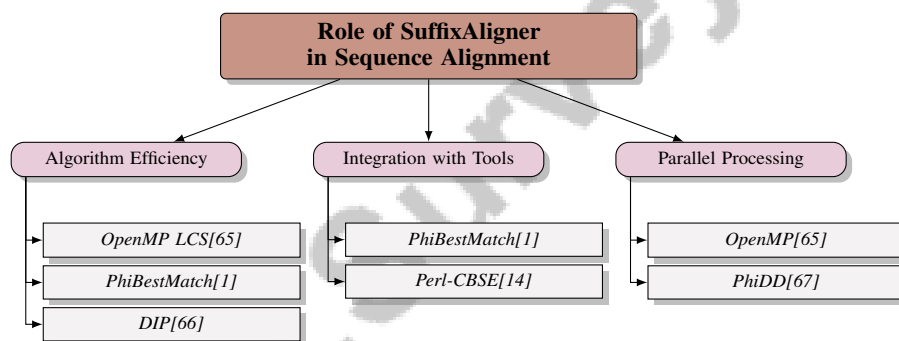 Role of SuffixAligner
in Sequence Alignment
Algorithm Efficiency
Integration with Tools
Parallel Processing
OpenMP LCS[65]
PhiBestMatch[1]
OpenMP[65]
PhiBestMatch[1]
Perl-CBSE[14]
PhiDD[67]
DIP[66]
Survey